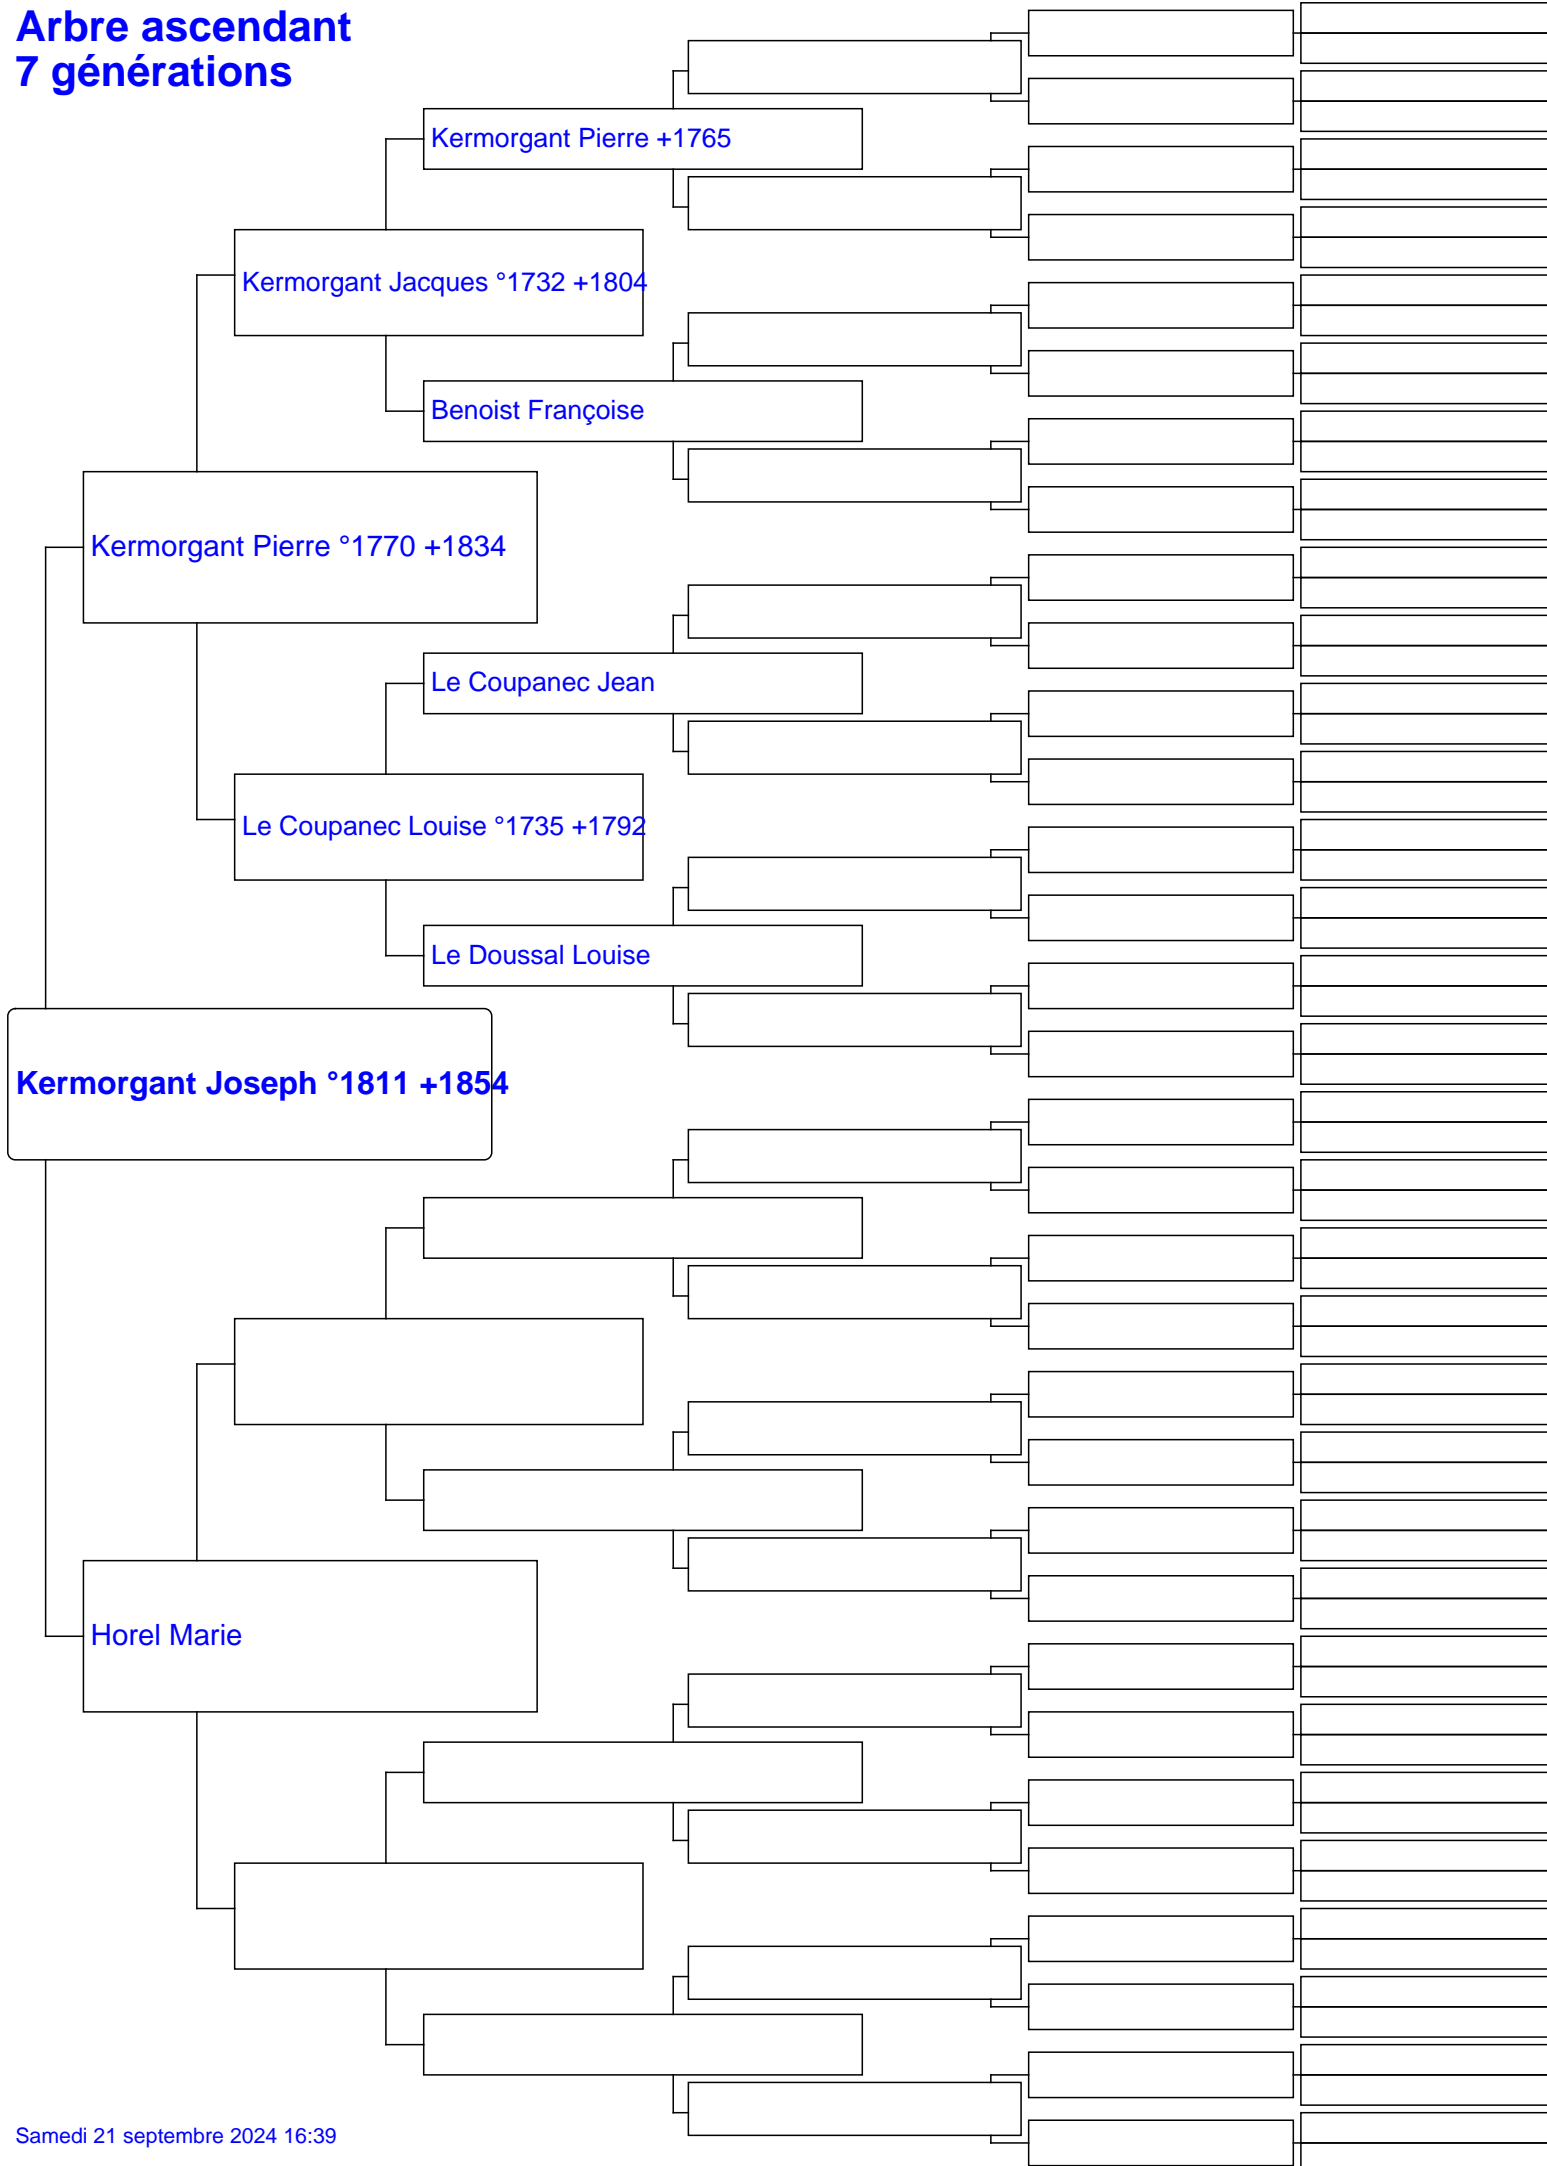 Arbre ascendant
7 générations
Kermorgant Pierre +1765
Kermorgant Jacques °1732 +1804
Benoist Françoise
Kermorgant Pierre °1770 +1834
Le Coupanec Jean
Le Coupanec Louise °1735 +1792
Le Doussal Louise
Kermorgant Joseph °1811 +1854
Horel Marie
Samedi 21 septembre 2024 16:39